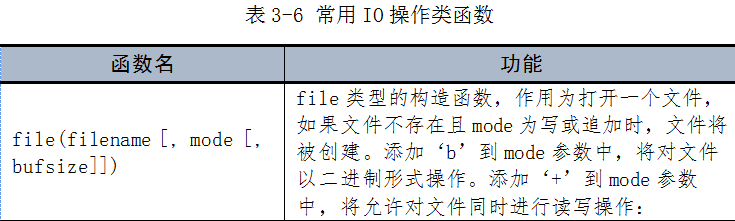 表 3-6 常用 IO 操作类函数
函数名
功能
file(filename [, mode [,
bufsize]])
file 类型的构造函数，作用为打开一个文件，
如果文件不存在且 mode 为写或追加时，文件将
被创建。添加‘b’到 mode 参数中，将对文件
以二进制形式操作。添加‘+’到 mode 参数
中，将允许对文件同时进行读写操作：